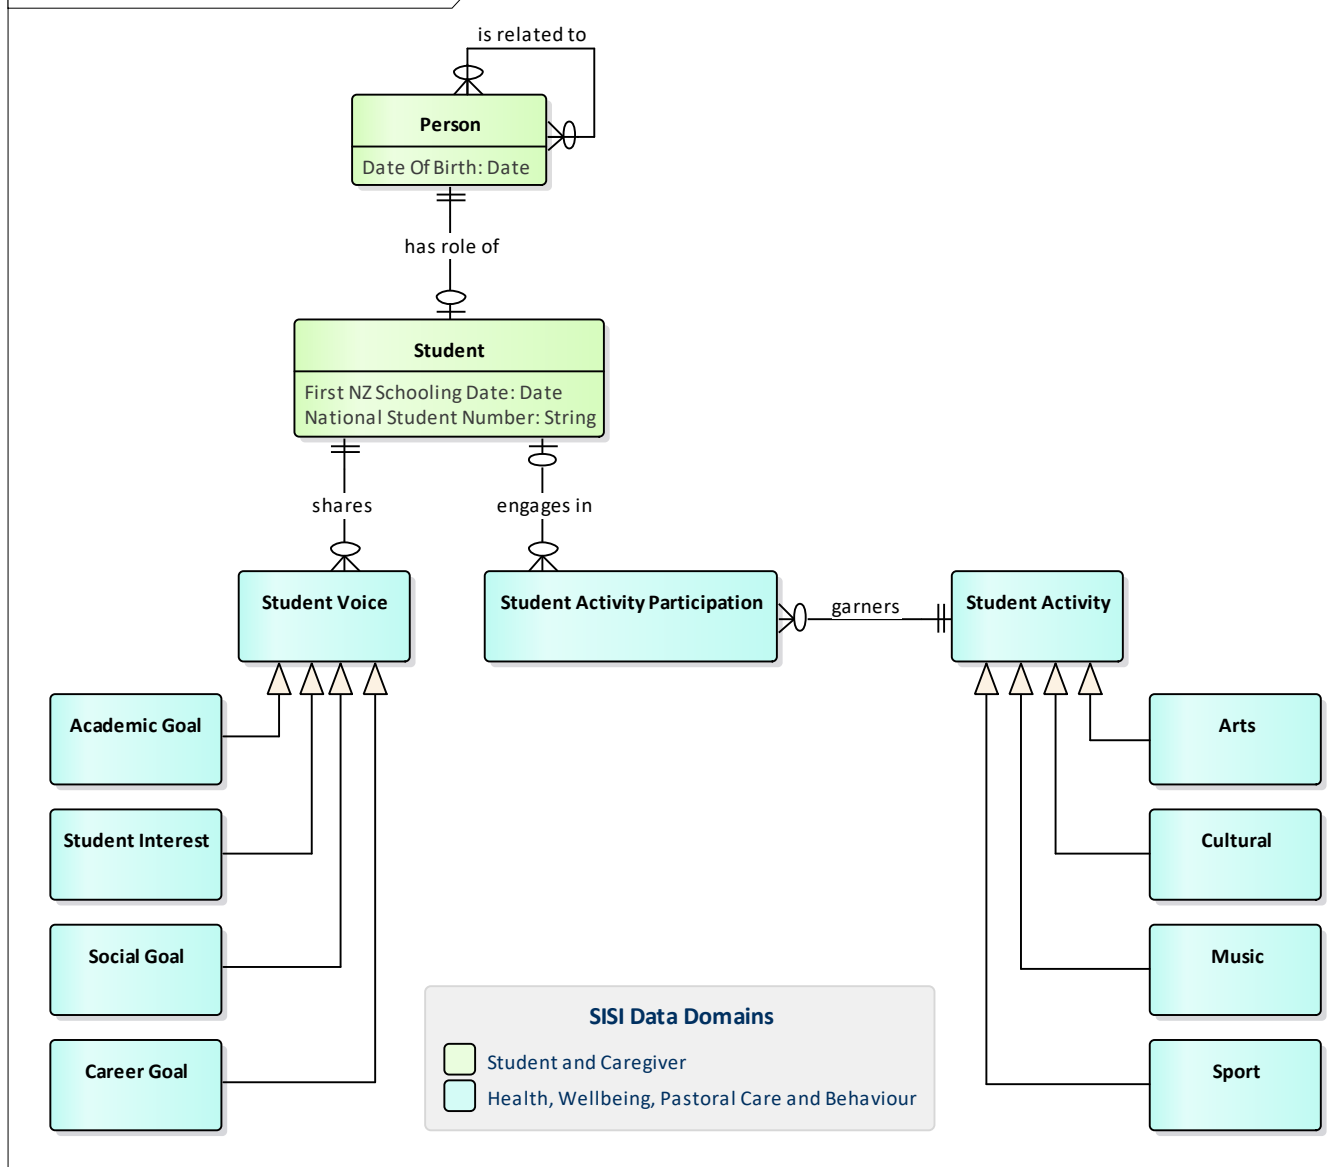 is related to
Person
Date Of Birth: Date
has role of
Student
First NZ Schooling Date: Date
National Student Number: String
shares
engages in
Student Voice
Student Activity Participation
garners
Student Activity
Academic Goal
Arts
Student Interest
Cultural
Social Goal
Music
Career Goal
Sport
SISI Data Domains
Student and Caregiver
Health, Wellbeing, Pastoral Care and Behaviour